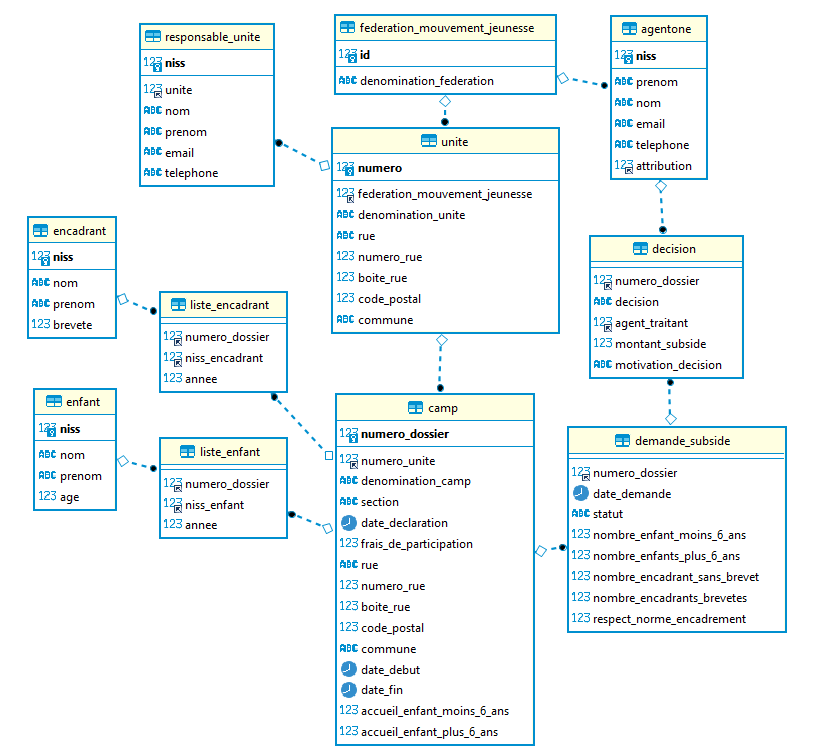 responsable_unite
123 niss
123 unite
ABC nom
ABC prenom
ABC email
ABC telephone
federation_mouvement_jeunesse
123 id
ABC denomination_federation
agentone
123 niss
ABC prenom
ABC nom
ABC email
ABC telephone
123 attribution
unite
123 numero
123 federation_mouvement_jeunesse
ABC denomination_unite
ABC rue
123 numero_rue
123 boite_rue
123 code_postal
ABC commune
encadrant
123 niss
ABC nom
ABC prenom
123 brevete
liste_encadrant
123 numero_dossier
123 niss_encadrant
123 annee
decision
123 numero_dossier
ABC decision
123 agent_traitant
123 montant_subside
ABC motivation_decision
enfant
123 niss
ABC nom
ABC prenom
123 age
liste_enfant
123 numero_dossier
123 niss_enfant
123 annee
camp
123 numero_dossier
123 numero_unite
ABC denomination_camp
ABC section
date_declaration
123 frais_de_participation
ABC rue
123 numero_rue
123 boite_rue
123 code_postal
ABC commune
date_debut
date_fin
123 accueil_enfant_moins_6_ans
123 accueil_enfant_plus_6_ans
demande_subside
123 numero_dossier
date_demande
ABC statut
123 nombre_enfant_moins_6_ans
123 nombre_enfants_plus_6_ans
123 nombre_encadrant_sans_brevet
123 nombre_encadrants_brevetes
123 respect_norme_encadrement